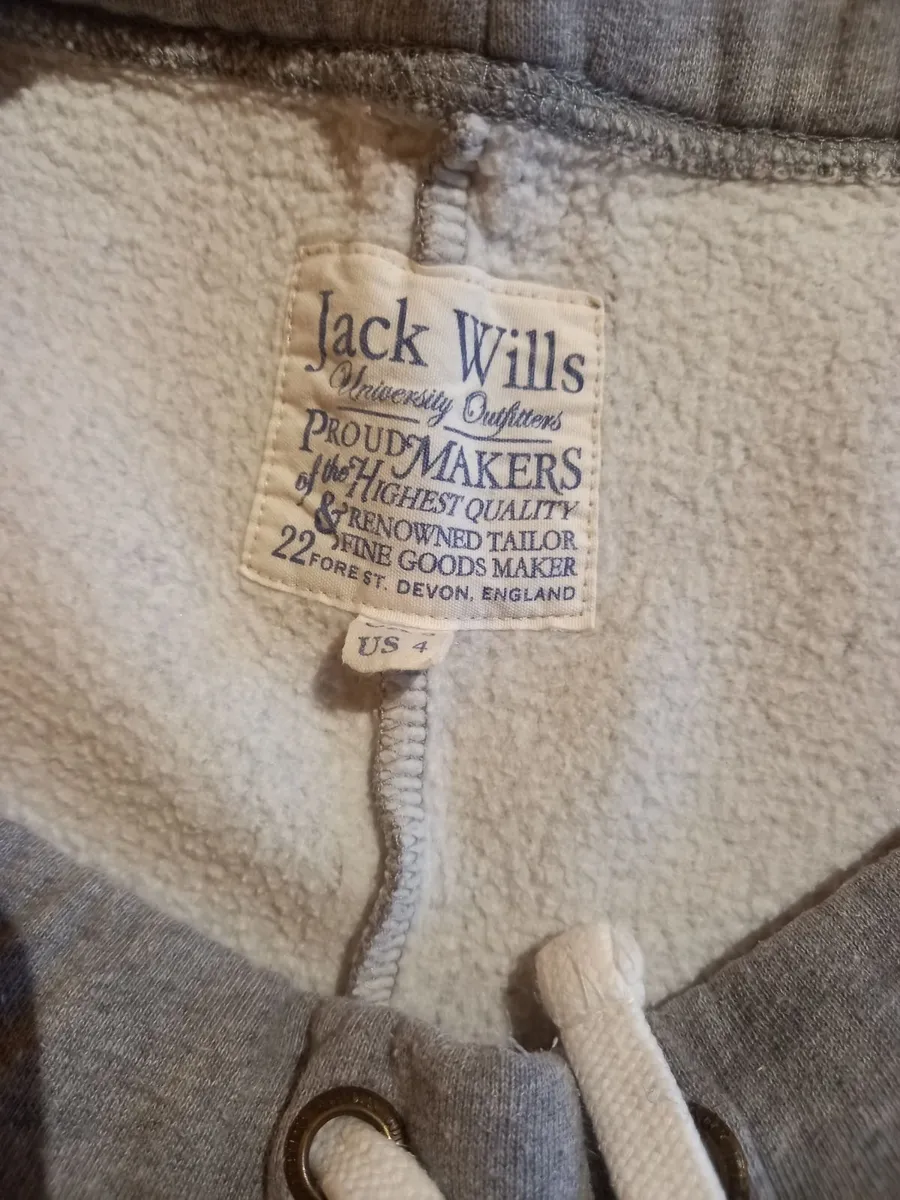 Jack Wills
University Outfitters
PROUD MAKERS
of the HIGHEST QUALITY
& RENOWNED TAILOR
FINE GOODS MAKER
22 FORE ST. DEVON, ENGLAND
US 4